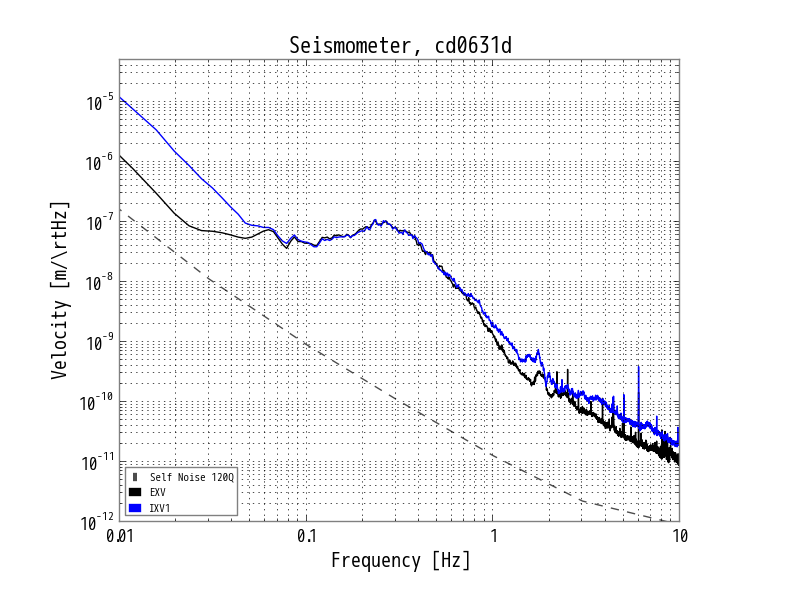 Seismometer, cd0631d
Velocity [m/\rtHz]
10^-5
10^-6
10^-7
10^-8
10^-9
10^-10
10^-11
10^-12
Self Noise 120Q
EXV
IXV1
0.01 0.1 1 10
Frequency [Hz]